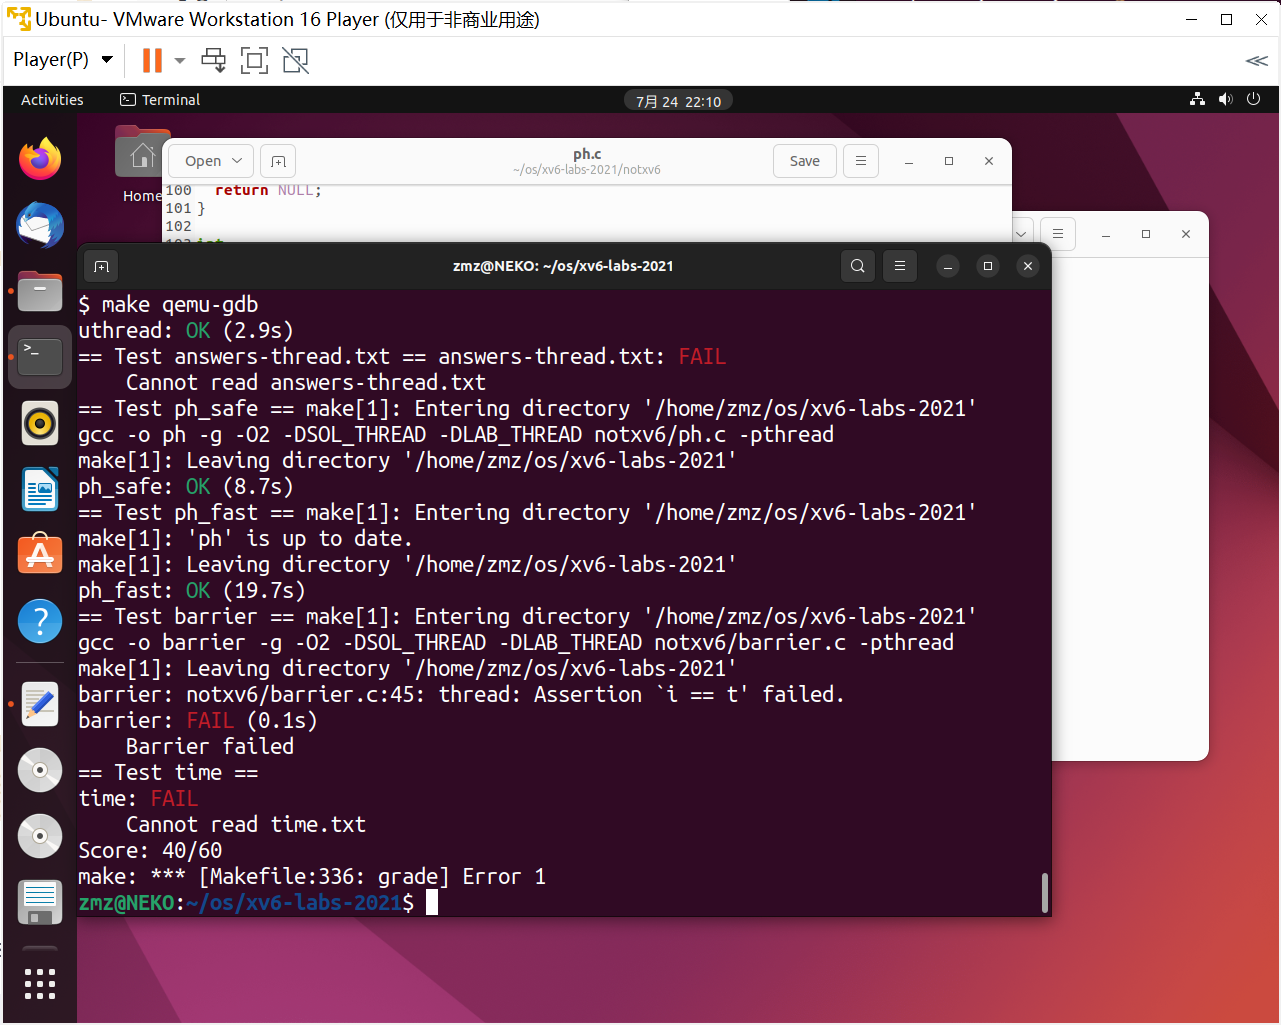 Ubuntu- VMware Workstation 16 Player (仅用于非商业用途)
Player(P)
Activities
Terminal
7月 24 22:10
Home
Open
ph.c
~/os/xv6-labs-2021/notxv6
Save
100 return NULL;
101 }
102
zmz@NEKO: ~/os/xv6-labs-2021
$ make qemu-gdb
uthread: OK (2.9s)
== Test answers-thread.txt == answers-thread.txt: FAIL
Cannot read answers-thread.txt
== Test ph_safe == make[1]: Entering directory '/home/zmz/os/xv6-labs-2021'
gcc -o ph -g -O2 -DSOL_THREAD -DLAB_THREAD notxv6/ph.c -pthread
make[1]: Leaving directory '/home/zmz/os/xv6-labs-2021'
ph_safe: OK (8.7s)
== Test ph_fast == make[1]: Entering directory '/home/zmz/os/xv6-labs-2021'
make[1]: 'ph' is up to date.
make[1]: Leaving directory '/home/zmz/os/xv6-labs-2021'
ph_fast: OK (19.7s)
== Test barrier == make[1]: Entering directory '/home/zmz/os/xv6-labs-2021'
gcc -o barrier -g -O2 -DSOL_THREAD -DLAB_THREAD notxv6/barrier.c -pthread
make[1]: Leaving directory '/home/zmz/os/xv6-labs-2021'
barrier: notxv6/barrier.c:45: thread: Assertion `i == t' failed.
barrier: FAIL (0.1s)
Barrier failed
== Test time ==
time: FAIL
Cannot read time.txt
Score: 40/60
make: *** [Makefile:336: grade] Error 1
zmz@NEKO:~/os/xv6-labs-2021$